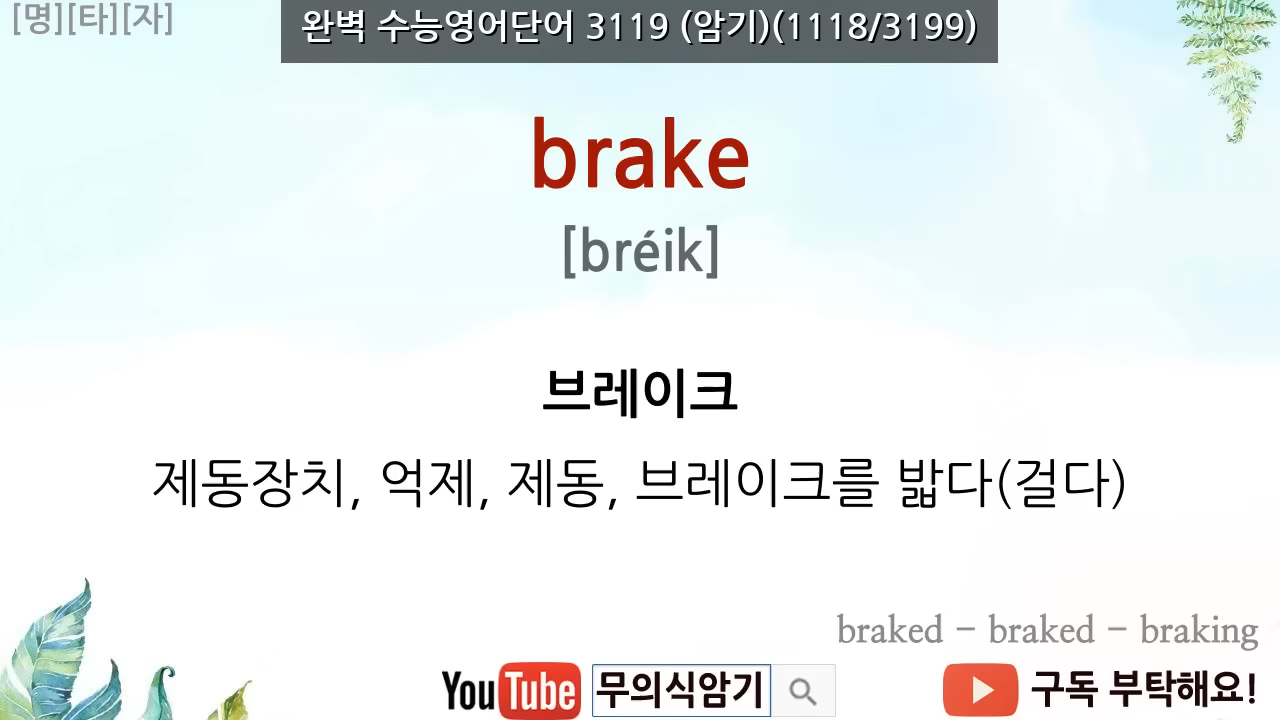 [명][타][자]
완벽 수능영어단어 3119 (암기)(1118/3199)
brake
[bréik]
브레이크
제동장치, 억제, 제동, 브레이크를 밟다(걸다)
braked - braked - braking
YouTube 무의식암기
구독 부탁해요!